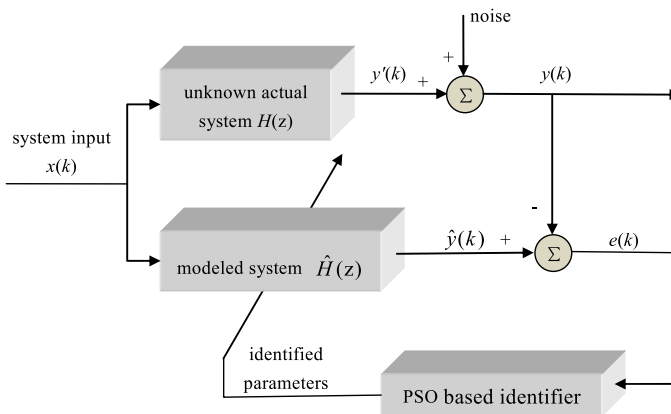 noise
+
y'(k) +
Σ
y(k)
unknown actual
system H(z)
system input
x(k)
-
modeled system Ĥ(z)
ŷ(k) +
Σ
e(k)
identified
parameters
PSO based identifier